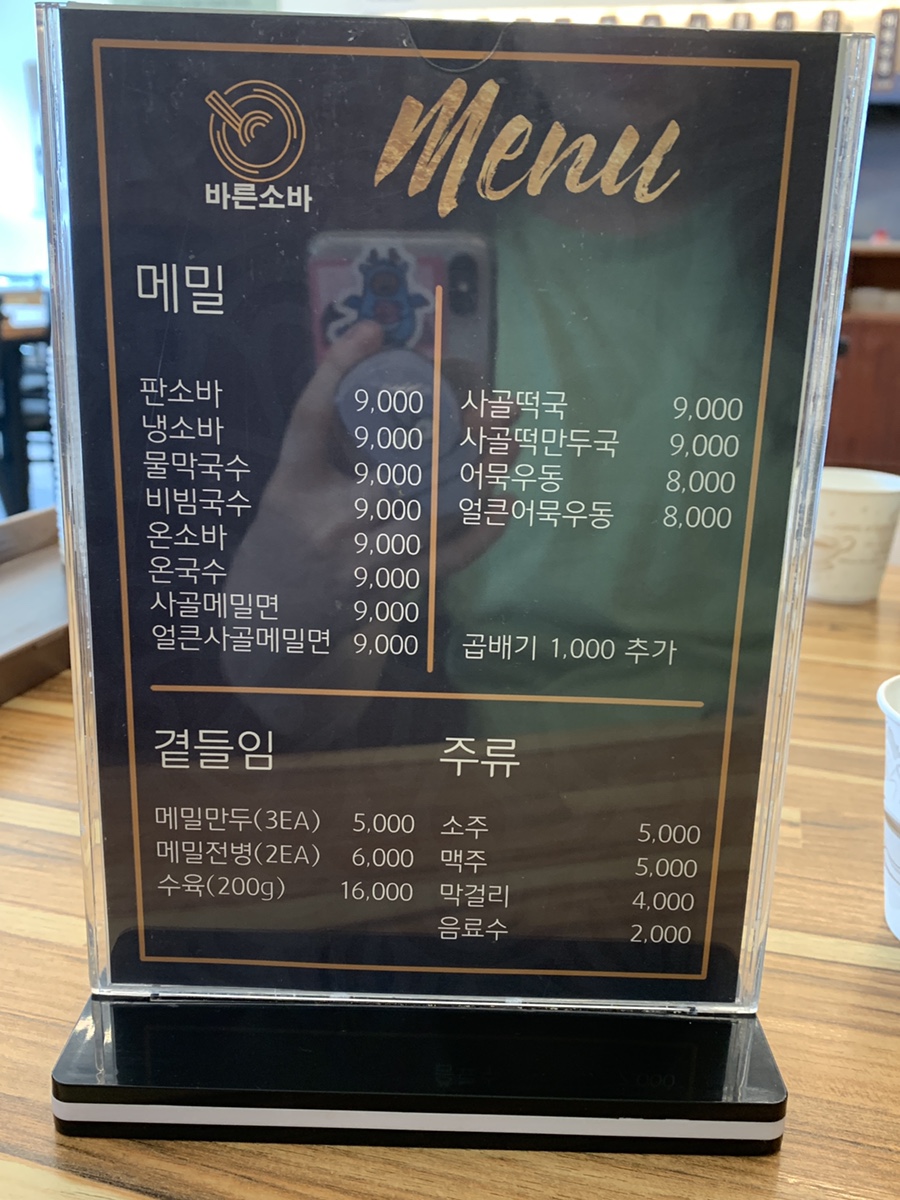 바른소바
Menu
메밀
판소바 9,000
냉소바 9,000
물막국수 9,000
비빔국수 9,000
온소바 9,000
온국수 9,000
사골메밀면 9,000
얼큰사골메밀면 9,000
사골떡국 9,000
사골떡만두국 9,000
어묵우동 8,000
얼큰어묵우동 8,000
곱배기 1,000 추가
곁들임
메밀만두(3EA) 5,000
메밀전병(2EA) 6,000
수육(200g) 16,000
주류
소주 5,000
맥주 5,000
막걸리 4,000
음료수 2,000